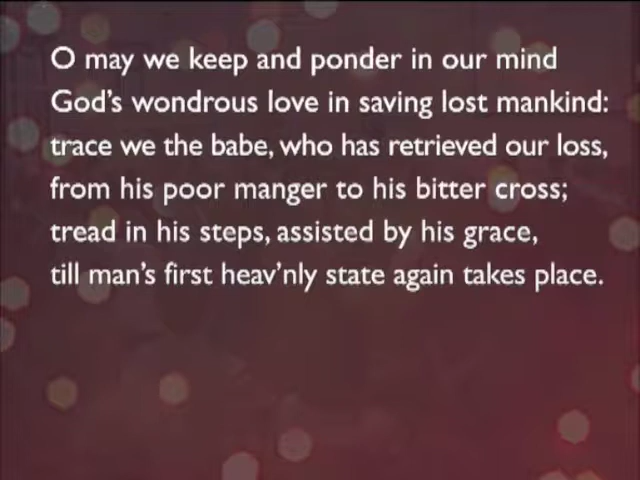 O may we keep and ponder in our mind
God's wondrous love in saving lost mankind:
trace we the babe, who has retrieved our loss,
from his poor manger to his bitter cross;
tread in his steps, assisted by his grace,
till man's first heav'nly state again takes place.